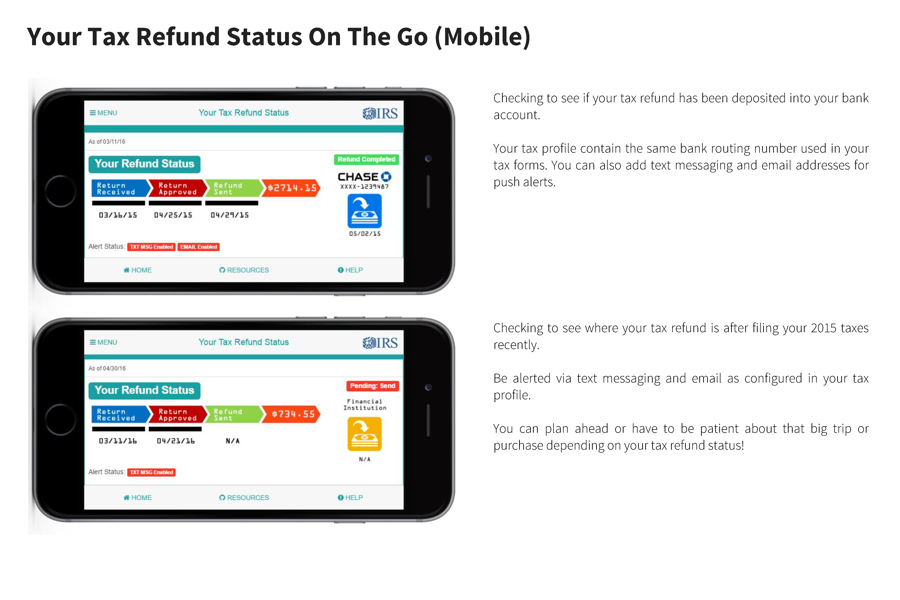 Your Tax Refund Status On The Go (Mobile)
MENU
Your Tax Refund Status
IRS
As of 03/11/16
Your Refund Status
Refund Completed
Return Received
Return Approved
Refund Sent
$2714.15
CHASE
XXXX-1239487
03/16/15
04/25/15
04/29/15
05/02/15
Alert Status: TXT MSG Enabled EMAIL Enabled
HOME
RESOURCES
HELP
Checking to see if your tax refund has been deposited into your bank
account.
Your tax profile contain the same bank routing number used in your
tax forms. You can also add text messaging and email addresses for
push alerts.
MENU
Your Tax Refund Status
IRS
As of 04/30/16
Your Refund Status
Pending: Send
Return Received
Return Approved
Refund Sent
$734.55
Financial
Institution
03/11/16
04/21/16
N/A
N/A
Alert Status: TXT MSG Enabled
HOME
RESOURCES
HELP
Checking to see where your tax refund is after filing your 2015 taxes
recently.
Be alerted via text messaging and email as configured in your tax
profile.
You can plan ahead or have to be patient about that big trip or
purchase depending on your tax refund status!